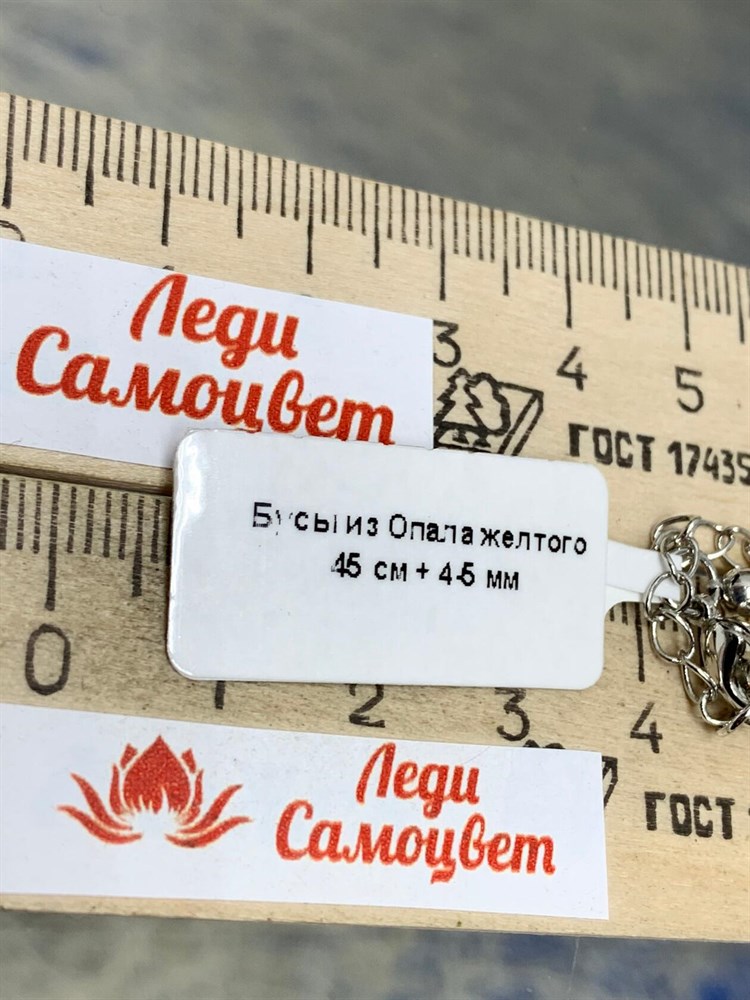 Леди
Самоцвет
3 4 5
ГОСТ 17435
Бусы из Опала желтого
45 см + 4-5 мм
0 2 3 4
Леди
Самоцвет
ГОСТ